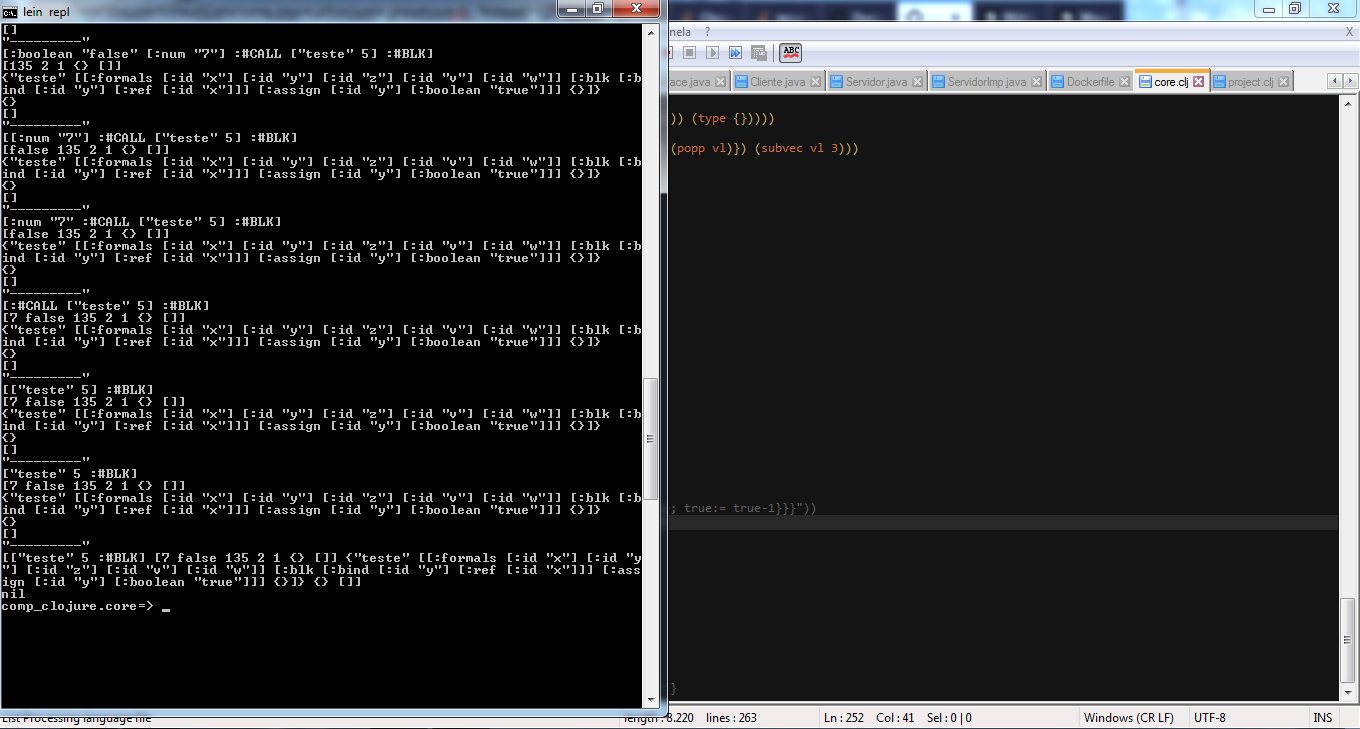 lein repl
[]
"---------"
[:boolean "false" [:num "7"] :#CALL ["teste" 5] :#BLK]
[135 2 1 {} []]
{"teste" [[:formals [:id "x"] [:id "y"] [:id "z"] [:id "v"] [:id "w"]] [:blk [:b
ind [:id "y"] [:ref [:id "x"]]] [:assign [:id "y"] [:boolean "true"]]] {}]}
{}
[]
"---------"
[[:num "7"] :#CALL ["teste" 5] :#BLK]
[false 135 2 1 {} []]
{"teste" [[:formals [:id "x"] [:id "y"] [:id "z"] [:id "v"] [:id "w"]] [:blk [:b
ind [:id "y"] [:ref [:id "x"]]] [:assign [:id "y"] [:boolean "true"]]] {}]}
{}
[]
"---------"
[:num "7" :#CALL ["teste" 5] :#BLK]
[false 135 2 1 {} []]
{"teste" [[:formals [:id "x"] [:id "y"] [:id "z"] [:id "v"] [:id "w"]] [:blk [:b
ind [:id "y"] [:ref [:id "x"]]] [:assign [:id "y"] [:boolean "true"]]] {}]}
{}
[]
"---------"
[:#CALL ["teste" 5] :#BLK]
[7 false 135 2 1 {} []]
{"teste" [[:formals [:id "x"] [:id "y"] [:id "z"] [:id "v"] [:id "w"]] [:blk [:b
ind [:id "y"] [:ref [:id "x"]]] [:assign [:id "y"] [:boolean "true"]]] {}]}
{}
[]
"---------"
[["teste" 5] :#BLK]
[7 false 135 2 1 {} []]
{"teste" [[:formals [:id "x"] [:id "y"] [:id "z"] [:id "v"] [:id "w"]] [:blk [:b
ind [:id "y"] [:ref [:id "x"]]] [:assign [:id "y"] [:boolean "true"]]] {}]}
{}
[]
"---------"
["teste" 5 :#BLK]
[7 false 135 2 1 {} []]
{"teste" [[:formals [:id "x"] [:id "y"] [:id "z"] [:id "v"] [:id "w"]] [:blk [:b
ind [:id "y"] [:ref [:id "x"]]] [:assign [:id "y"] [:boolean "true"]]] {}]}
{}
[]
"---------"
[["teste" 5 :#BLK] [7 false 135 2 1 {} []] {"teste" [[:formals [:id "x"] [:id "y
"] [:id "z"] [:id "v"] [:id "w"]] [:blk [:bind [:id "y"] [:ref [:id "x"]]] [:ass
ign [:id "y"] [:boolean "true"]]] {}]} {} []]
nil
comp_clojure.core=> _
nela ? X
ABC
ace.java Cliente.java Servidor.java ServidorImp.java Dockerfile core.clj project.clj
)) (type {}))))
(popp vl)}) (subvec vl 3)))
; true:= true-1}}}"))
}
List Processing language file length : 8.220 lines : 263 Ln : 252 Col : 41 Sel : 0 | 0 Windows (CR LF) UTF-8 INS